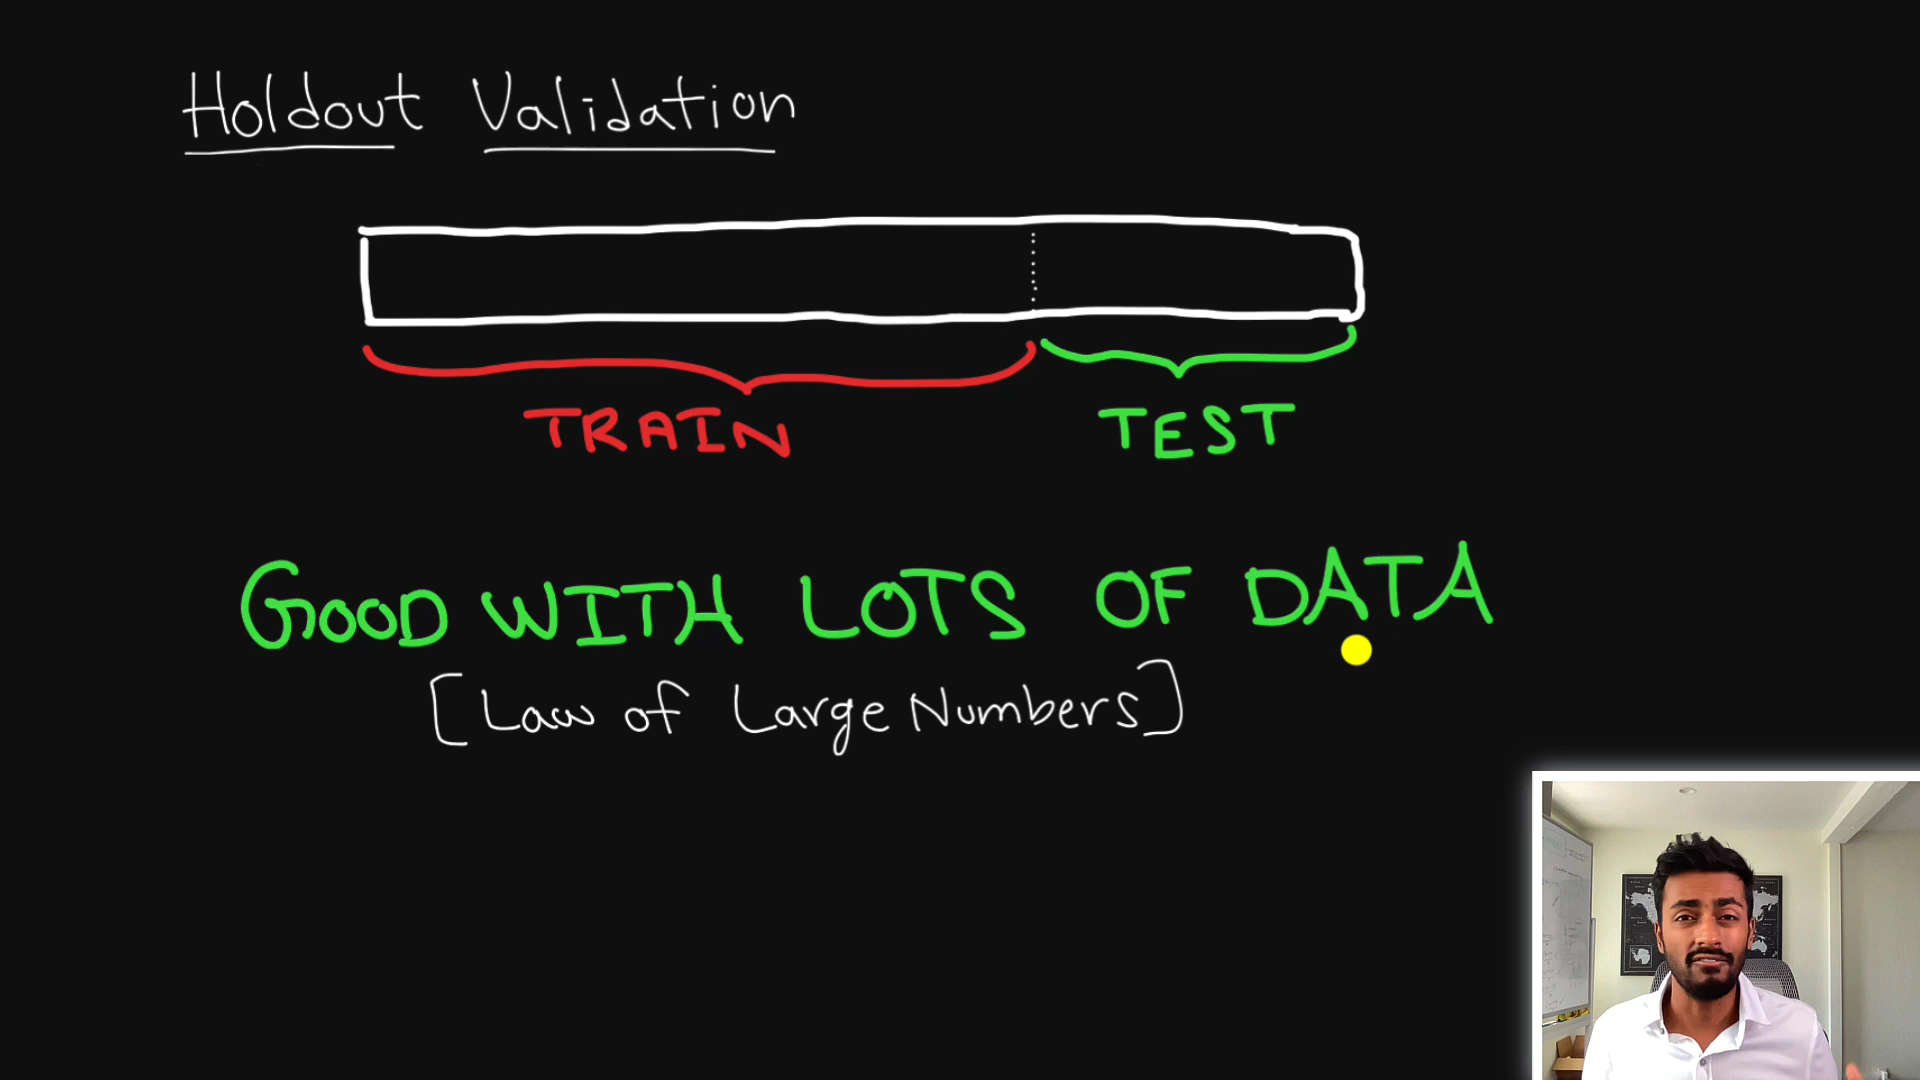 Holdout Validation
TRAIN TEST
GOOD WITH LOTS OF DATA
[Law of Large Numbers]